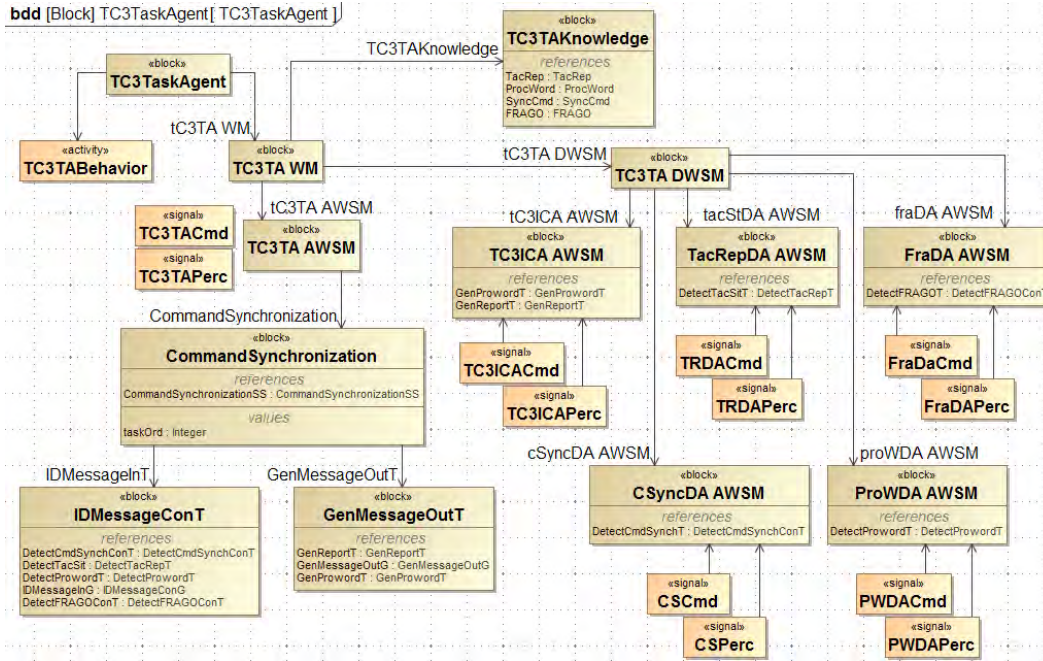 bdd [Block] TC3TaskAgent[ TC3TaskAgent ]
«block»
TC3TaskAgent
TC3TAKnowledge
«block»
TC3TAKnowledge
references
TacRep : TacRep
ProcWord : ProcWord
SyncCmd : SyncCmd
FRAGO : FRAGO
tC3TA WM
«activity»
TC3TABehavior
«block»
TC3TA WM
tC3TA DWSM
«block»
TC3TA DWSM
tC3TA AWSM
«signal»
TC3TACmd
«signal»
TC3TAPerc
«block»
TC3TA AWSM
tC3ICA AWSM
«block»
TC3ICA AWSM
references
GenProwordT : GenProwordT
GenReportT : GenReportT
«signal»
TC3ICACmd
«signal»
TC3ICAPerc
tacStDA AWSM
«block»
TacRepDA AWSM
references
DetectTacSitT : DetectTacRepT
«signal»
TRDACmd
«signal»
TRDAPerc
fraDA AWSM
«block»
FraDA AWSM
references
DetectFRAGOT : DetectFRAGOConT
«signal»
FraDaCmd
«signal»
FraDAPerc
CommandSynchronization
«block»
CommandSynchronization
references
CommandSynchronizationSS : CommandSynchronizationSS
values
taskOrd : Integer
IDMessageInT
«block»
IDMessageConT
references
DetectCmdSynchConT : DetectCmdSynchConT
DetectTacSit : DetectTacRepT
DetectProwordT : DetectProwordT
IDMessageInG : IDMessageConG
DetectFRAGOConT : DetectFRAGOConT
GenMessageOutT
«block»
GenMessageOutT
references
GenReportT : GenReportT
GenMessageOutG : GenMessageOutG
GenProwordT : GenProwordT
cSyncDA AWSM
«block»
CSyncDA AWSM
references
DetectCmdSynchT : DetectCmdSynchConT
«signal»
CSCmd
«signal»
CSPerc
proWDA AWSM
«block»
ProWDA AWSM
references
DetectProwordT : DetectProwordT
«signal»
PWDACmd
«signal»
PWDAPerc